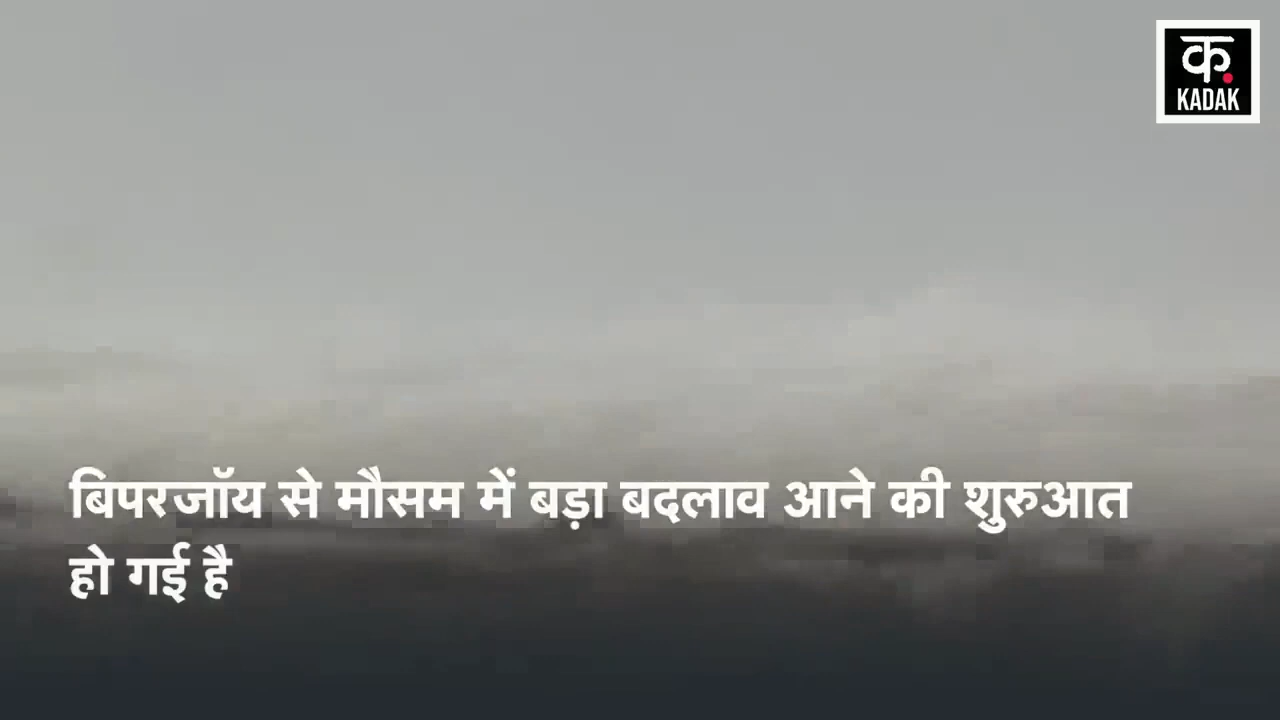 क.
KADAK
बिपरजॉय से मौसम में बड़ा बदलाव आने की शुरुआत
हो गई है